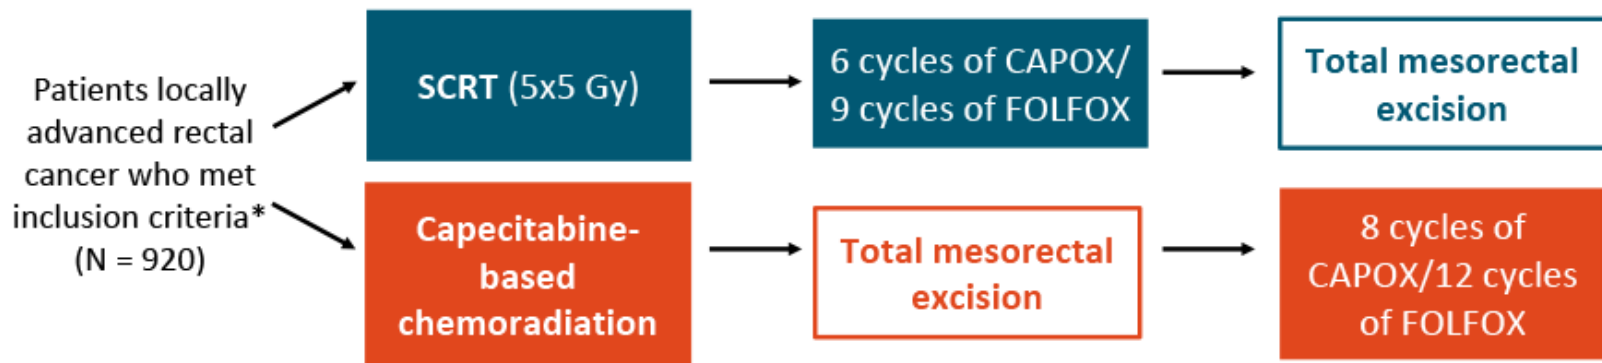 Patients locally
advanced rectal
cancer who met
inclusion criteria*
(N = 920)
SCRT (5x5 Gy)
6 cycles of CAPOX/
9 cycles of FOLFOX
Total mesorectal
excision
Capecitabine-
based
chemoradiation
Total mesorectal
excision
8 cycles of
CAPOX/12 cycles
of FOLFOX